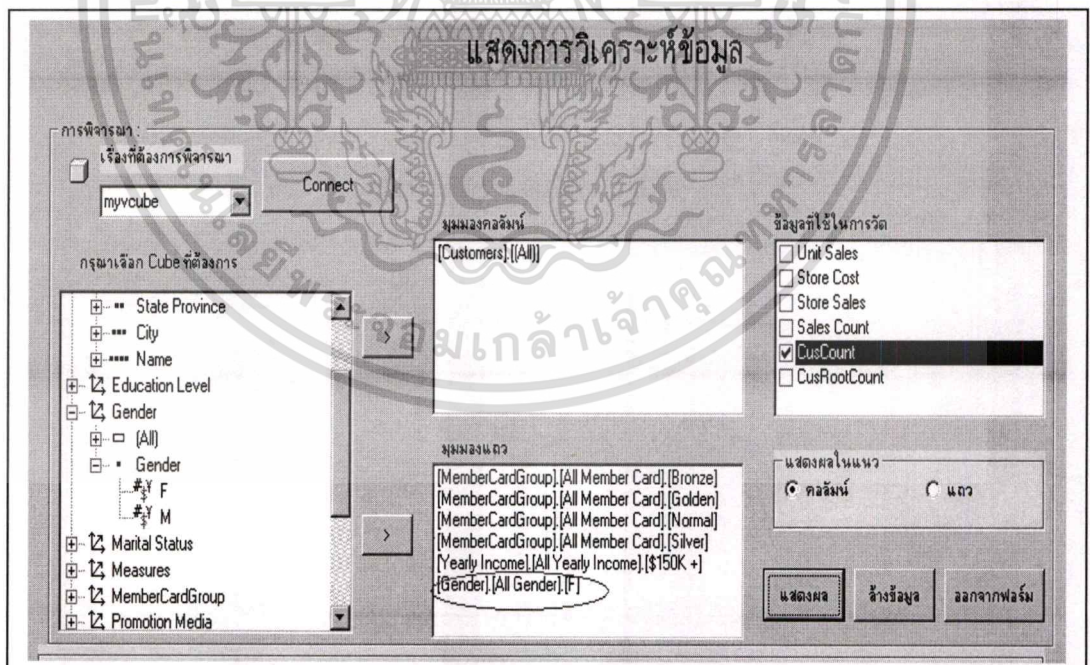 แสดงการวิเคราะห์ข้อมูล
การพิจารณา :
เรื่องที่ต้องการพิจารณา
myvcube
Connect
กรุณาเลือก Cube ที่ต้องการ
State Province
City
Name
Education Level
Gender
(All)
Gender
F
M
Marital Status
Measures
MemberCardGroup
Promotion Media
>
>
มุมมองคอลัมน์
[Customers].[(All)]
มุมมองแถว
[MemberCardGroup].[All Member Card].[Bronze]
[MemberCardGroup].[All Member Card].[Golden]
[MemberCardGroup].[All Member Card].[Normal]
[MemberCardGroup].[All Member Card].[Silver]
[Yearly Income].[All Yearly Income].[$150K +]
[Gender].[All Gender].[F]
ข้อมูลที่ใช้ในการวัด
Unit Sales
Store Cost
Store Sales
Sales Count
CusCount
CusRootCount
แสดงผลในแนว
คอลัมน์
แถว
แสดงผล
ล้างข้อมูล
ออกจากฟอร์ม